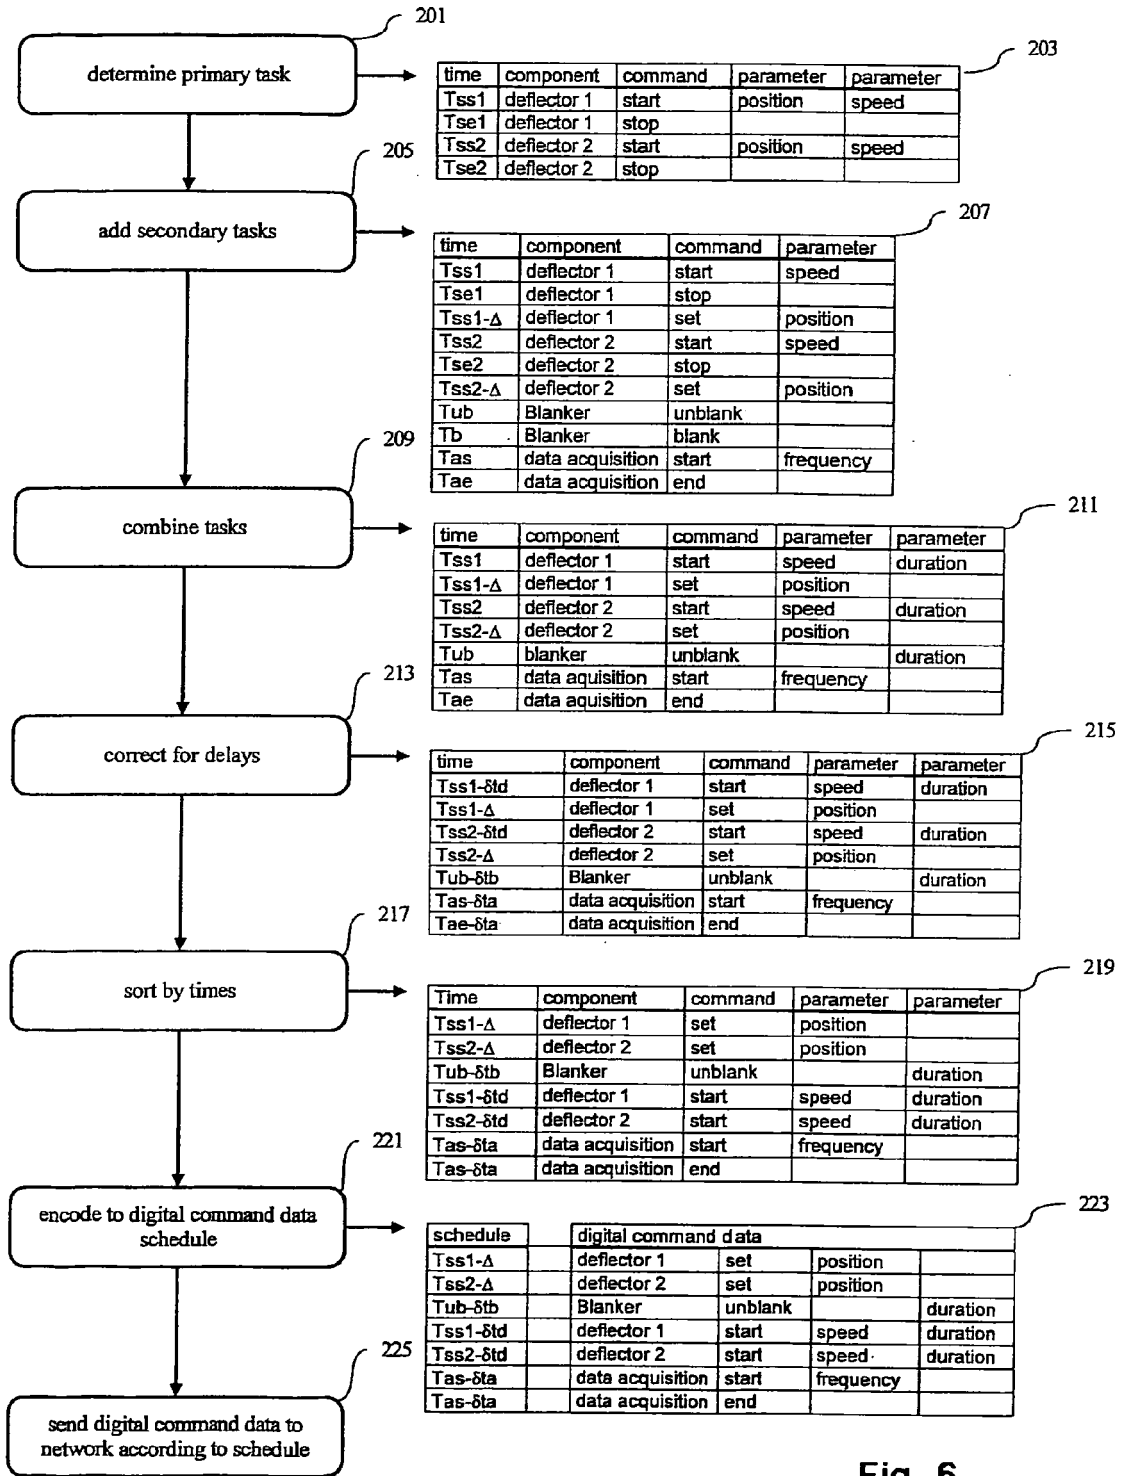 201
determine primary task
203
time component command parameter parameter
Tss1 deflector 1 start position speed
Tse1 deflector 1 stop
Tss2 deflector 2 start position speed
Tse2 deflector 2 stop
205
add secondary tasks
207
time component command parameter
Tss1 deflector 1 start speed
Tse1 deflector 1 stop
Tss1-Δ deflector 1 set position
Tss2 deflector 2 start speed
Tse2 deflector 2 stop
Tss2-Δ deflector 2 set position
Tub Blanker unblank
Tb Blanker blank
Tas data acquisition start frequency
Tae data acquisition end
209
combine tasks
211
time component command parameter parameter
Tss1 deflector 1 start speed duration
Tss1-Δ deflector 1 set position
Tss2 deflector 2 start speed duration
Tss2-Δ deflector 2 set position
Tub blanker unblank duration
Tas data aquisition start frequency
Tae data aquisition end
213
correct for delays
215
time component command parameter parameter
Tss1-δtd deflector 1 start speed duration
Tss1-Δ deflector 1 set position
Tss2-δtd deflector 2 start speed duration
Tss2-Δ deflector 2 set position
Tub-δtb Blanker unblank duration
Tas-δta data acquisition start frequency
Tae-δta data acquisition end
217
sort by times
219
Time component command parameter parameter
Tss1-Δ deflector 1 set position
Tss2-Δ deflector 2 set position
Tub-δtb Blanker unblank duration
Tss1-δtd deflector 1 start speed duration
Tss2-δtd deflector 2 start speed duration
Tas-δta data acquisition start frequency
Tas-δta data acquisition end
221
encode to digital command data
schedule
223
schedule digital command data
Tss1-Δ deflector 1 set position
Tss2-Δ deflector 2 set position
Tub-δtb Blanker unblank duration
Tss1-δtd deflector 1 start speed duration
Tss2-δtd deflector 2 start speed duration
Tas-δta data acquisition start frequency
Tas-δta data acquisition end
225
send digital command data to
network according to schedule
Fig. 6